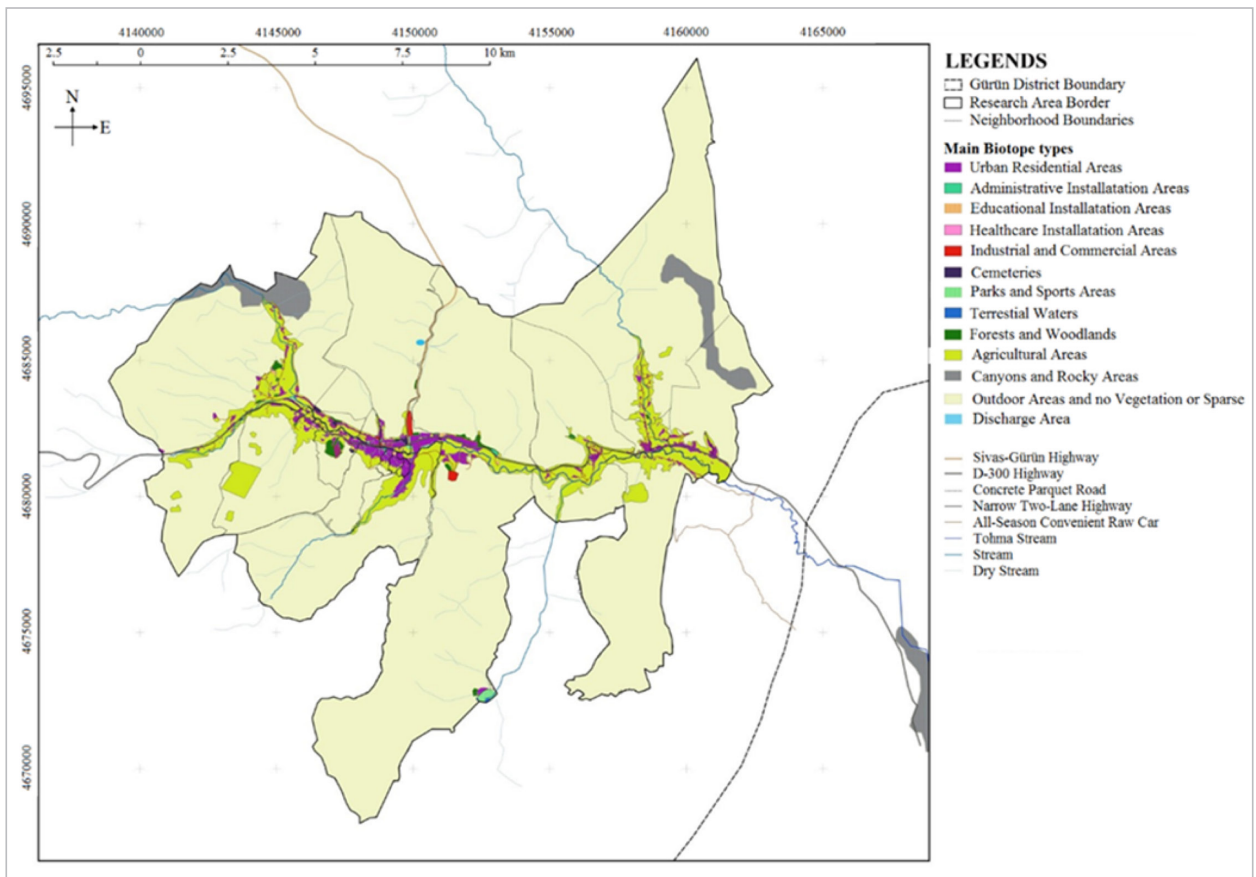 4140000 4145000 4150000 4155000 4160000 4165000
2.5 0 2.5 5 7.5 10 km
N
E
4695000
4690000
4685000
4680000
4675000
4670000
LEGENDS
Gürün District Boundary
Research Area Border
Neighborhood Boundaries
Main Biotope types
Urban Residential Areas
Administrative Installatation Areas
Educational Installatation Areas
Healthcare Installatation Areas
Industrial and Commercial Areas
Cemeteries
Parks and Sports Areas
Terrestial Waters
Forests and Woodlands
Agricultural Areas
Canyons and Rocky Areas
Outdoor Areas and no Vegetation or Sparse
Discharge Area
Sivas-Gürün Highway
D-300 Highway
Concrete Parquet Road
Narrow Two-Lane Highway
All-Season Convenient Raw Car
Tohma Stream
Stream
Dry Stream